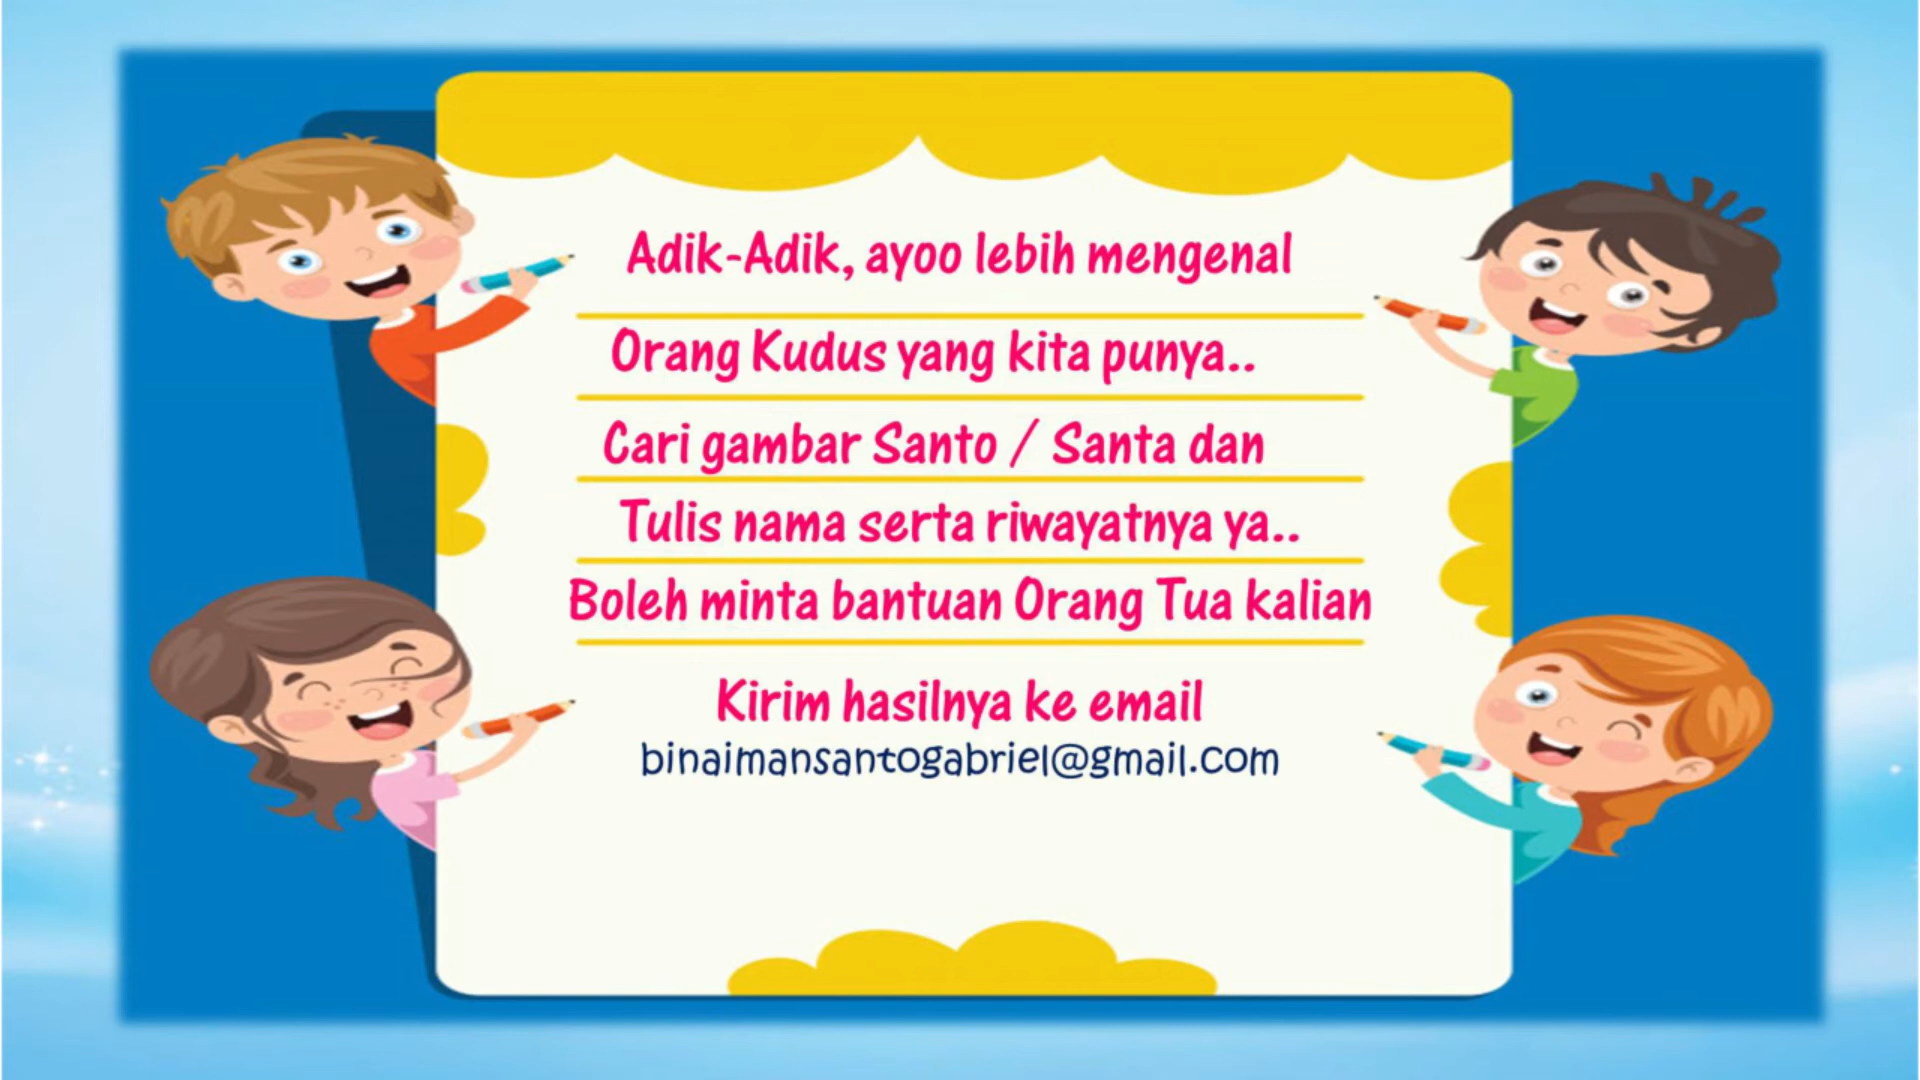 Adik-Adik, ayoo lebih mengenal
Orang Kudus yang kita punya..
Cari gambar Santo / Santa dan
Tulis nama serta riwayatnya ya..
Boleh minta bantuan Orang Tua kalian
Kirim hasilnya ke email
binaimansantogabriel@gmail.com